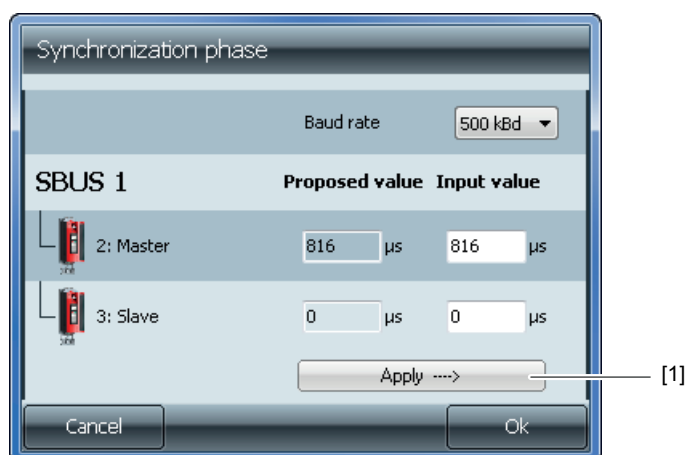 Synchronization phase
Baud rate 500 kBd
SBUS 1 Proposed value Input value
2: Master 816 µs 816 µs
3: Slave 0 µs 0 µs
Apply ---->
[1]
Cancel Ok